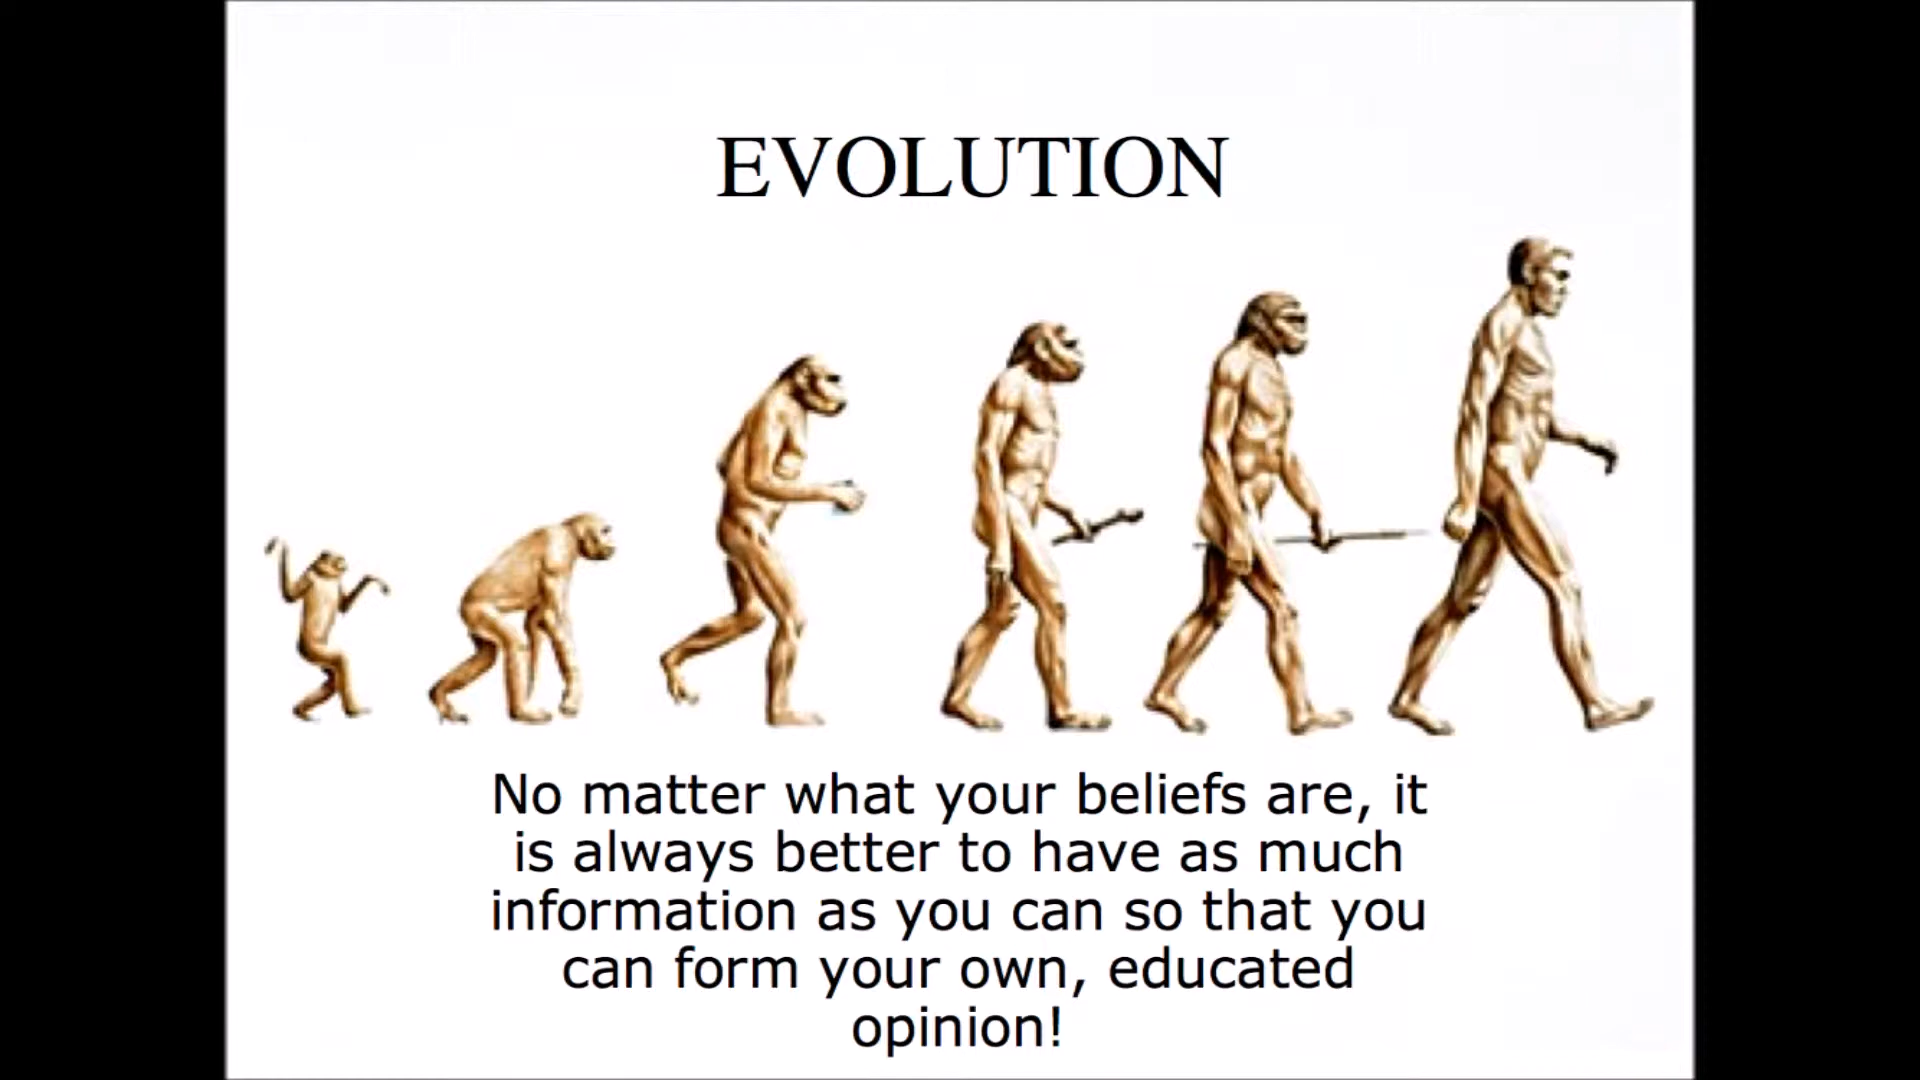 EVOLUTION
No matter what your beliefs are, it
is always better to have as much
information as you can so that you
can form your own, educated
opinion!